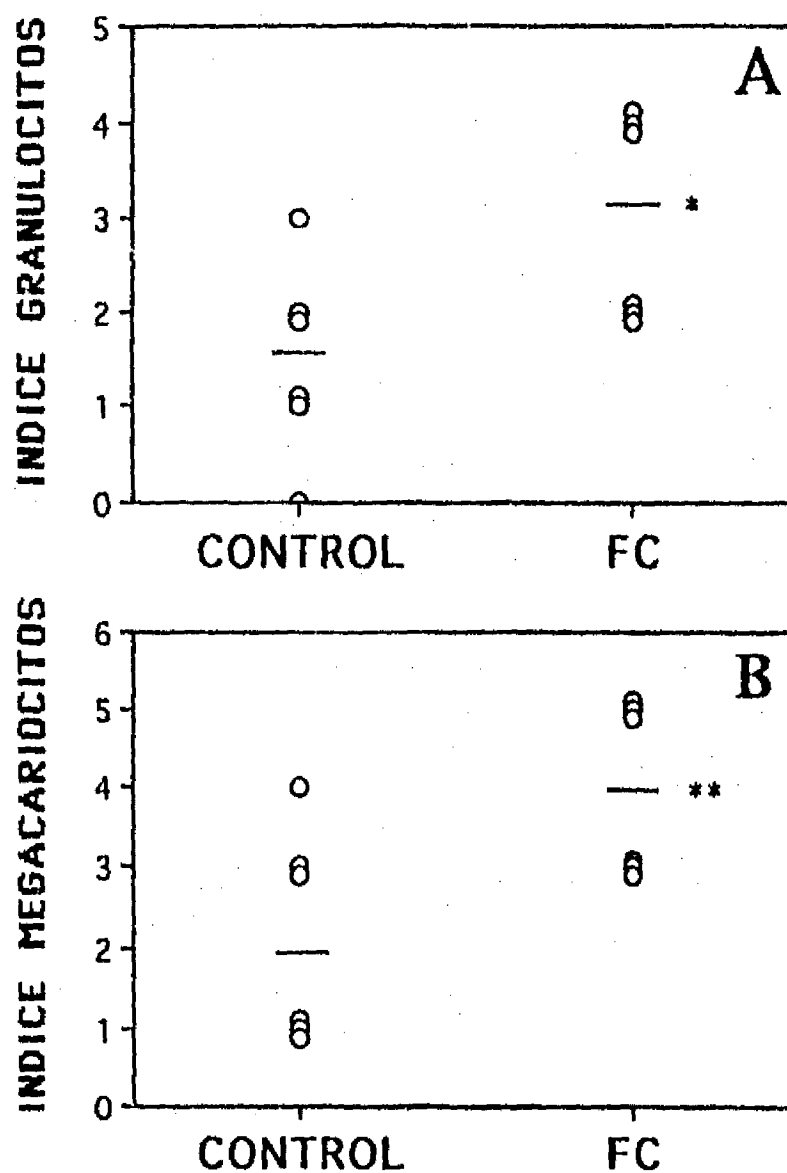 A
INDICE GRANULOCITOS
5
4
3
2
1
0
*
CONTROL FC
B
INDICE MEGACARIOCITOS
6
5
4
3
2
1
0
**
CONTROL FC